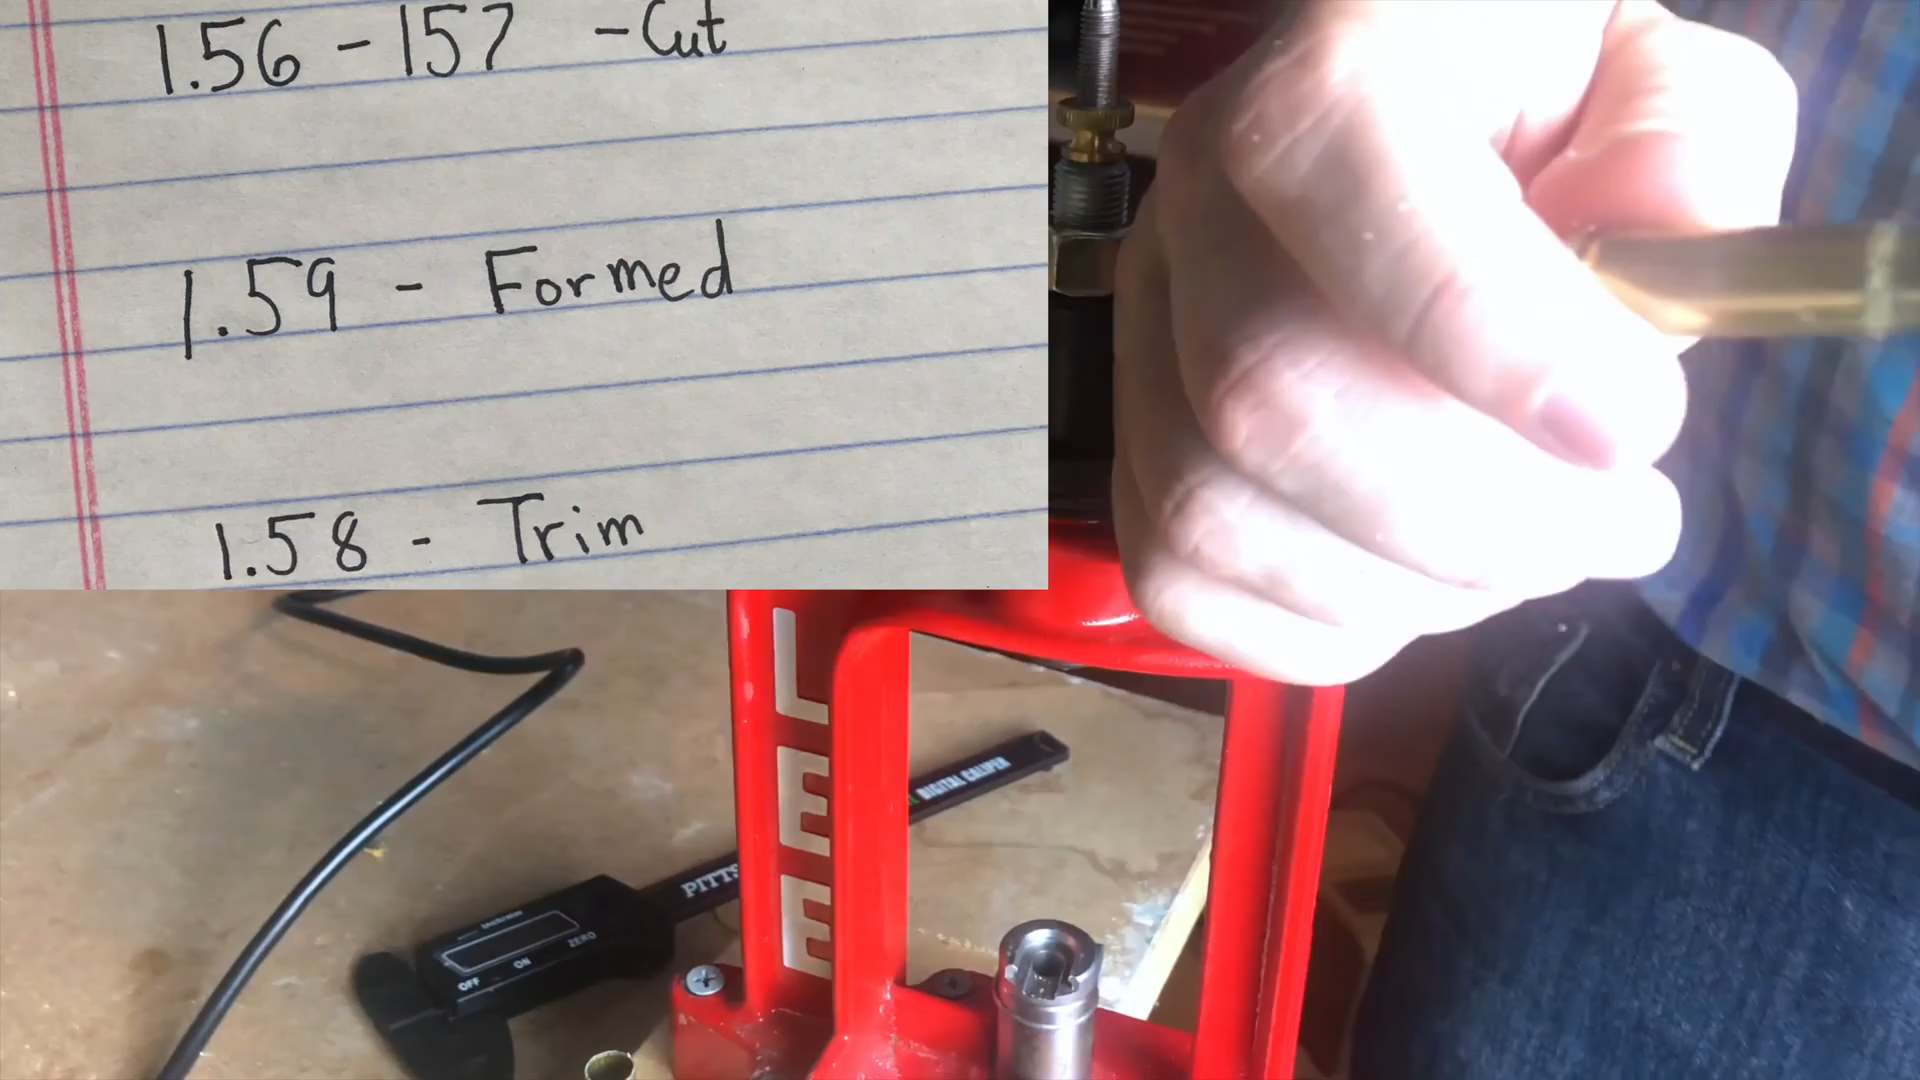 1.56 - 157 - Cut
1.59 - Formed
1.58 - Trim
LEE
DIGITAL CALIPER
PITTS
OFF ON ZERO